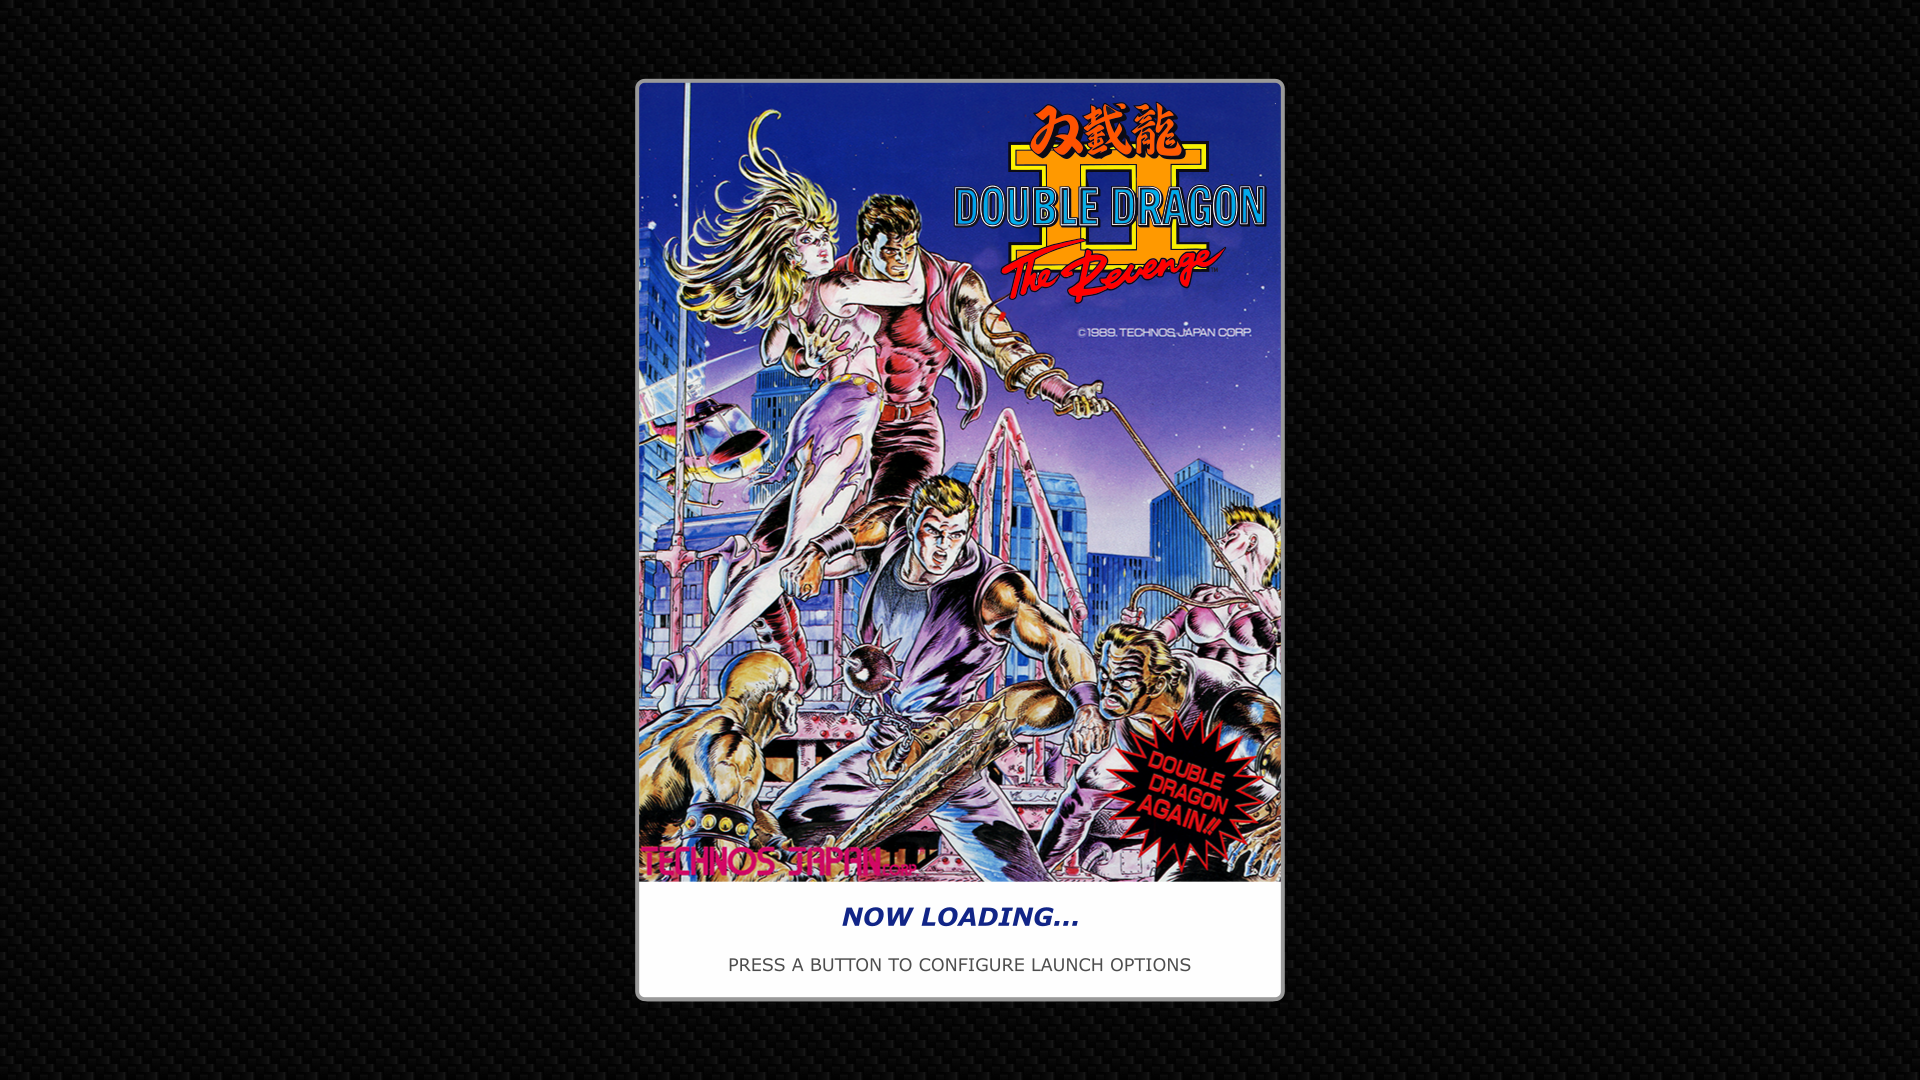 双截龍
II
DOUBLE DRAGON
The Revenge
©1989. TECHNOS JAPAN CORP.
DOUBLE
DRAGON
AGAIN!!
TECHNOS JAPAN CORP.
NOW LOADING...
PRESS A BUTTON TO CONFIGURE LAUNCH OPTIONS